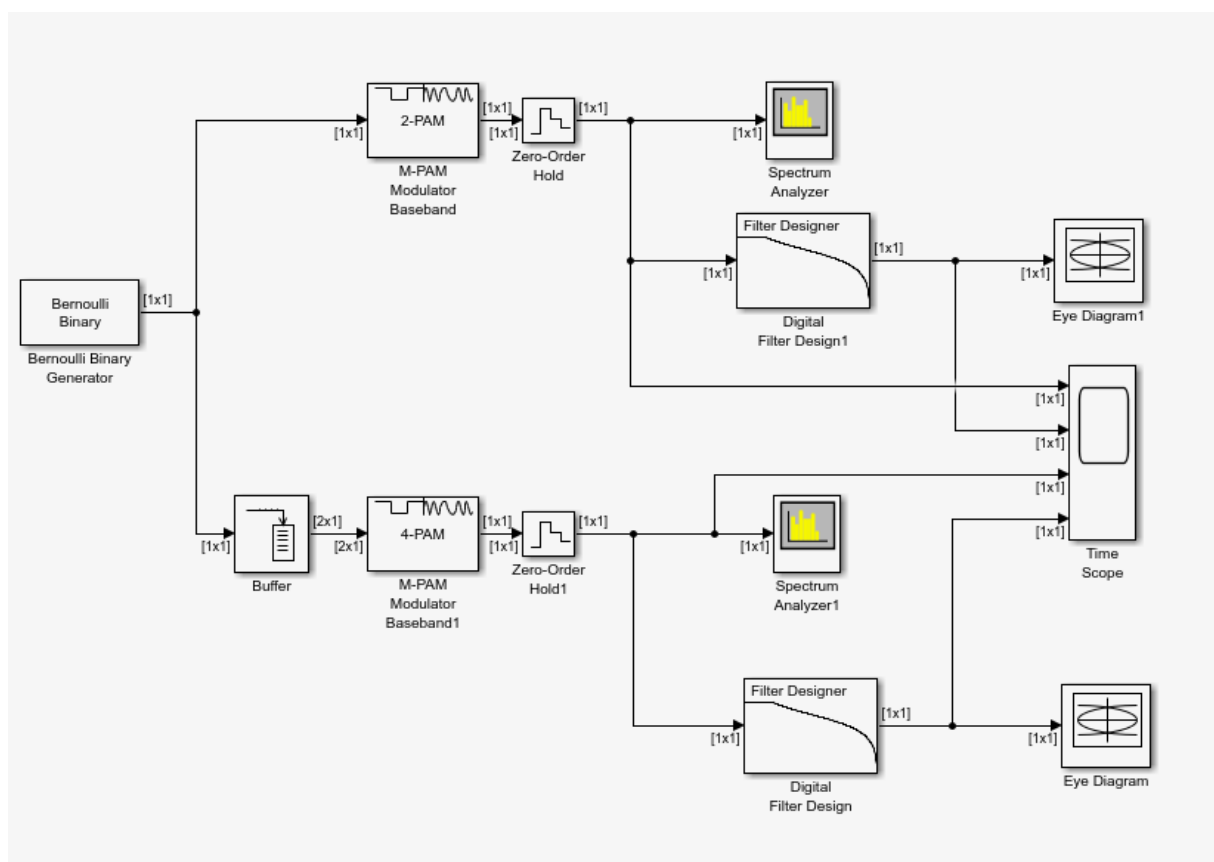 2-PAM
[1x1]
[1x1]
[1x1]
[1x1]
[1x1]
M-PAM
Modulator
Baseband
Zero-Order
Hold
Spectrum
Analyzer
Filter Designer
[1x1]
[1x1]
[1x1]
Digital
Filter Design1
Eye Diagram1
Bernoulli
Binary
[1x1]
Bernoulli Binary
Generator
[1x1]
[1x1]
[1x1]
[1x1]
Time
Scope
[1x1]
[2x1]
Buffer
[2x1]
4-PAM
[1x1]
[1x1]
M-PAM
Modulator
Baseband1
[1x1]
Zero-Order
Hold1
[1x1]
Spectrum
Analyzer1
Filter Designer
[1x1]
[1x1]
[1x1]
Digital
Filter Design
Eye Diagram